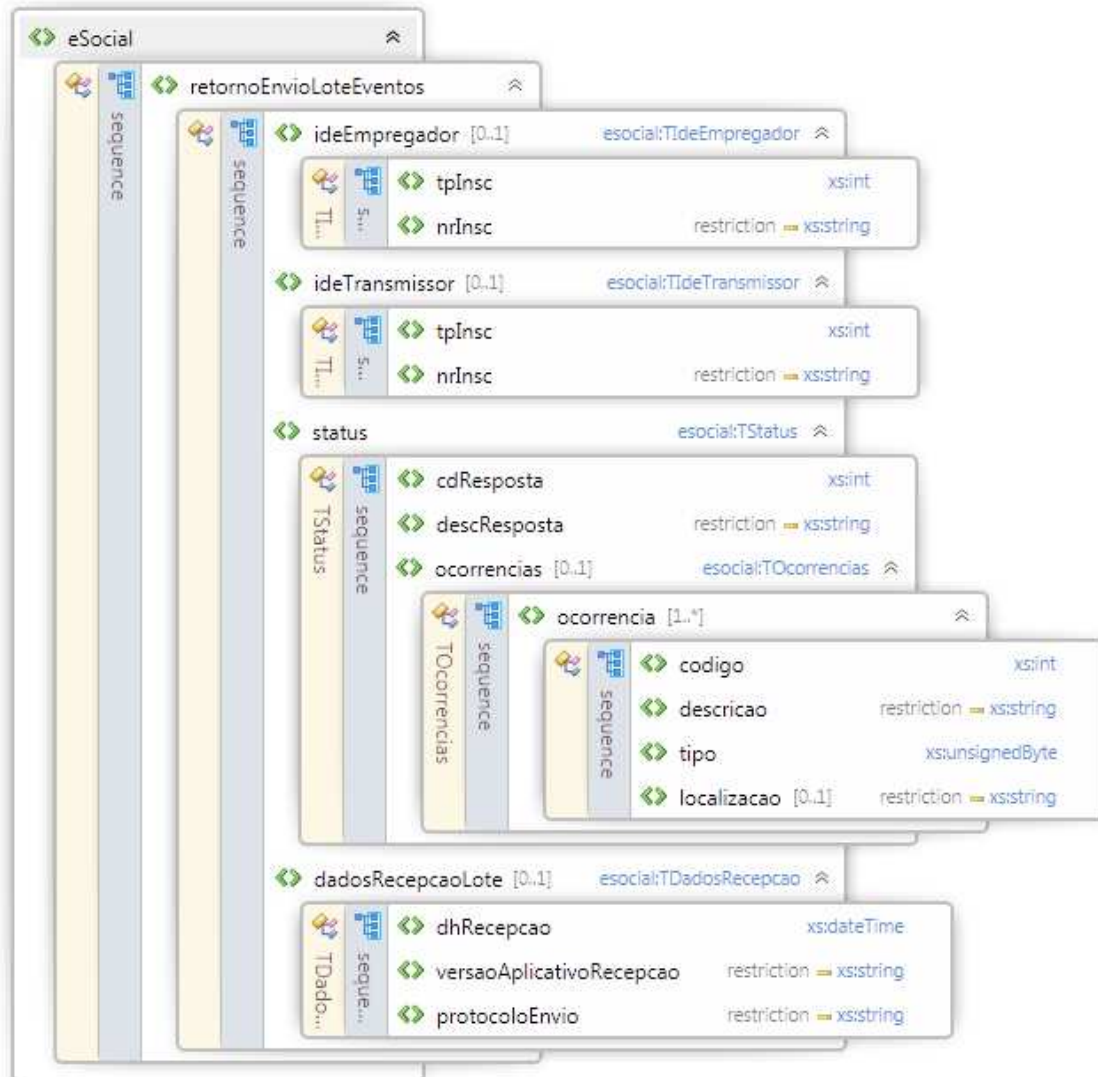 eSocial
sequence
retornoEnvioLoteEventos
sequence
ideEmpregador [0..1] esocial:TIdeEmpregador
TI... s...
tpInsc xs:int
nrInsc restriction xs:string
ideTransmissor [0..1] esocial:TIdeTransmissor
TI... s...
tpInsc xs:int
nrInsc restriction xs:string
status esocial:TStatus
TStatus sequence
cdResposta xs:int
descResposta restriction xs:string
ocorrencias [0..1] esocial:TOcorrencias
TOcorrencias sequence
ocorrencia [1..*]
sequence
codigo xs:int
descricao restriction xs:string
tipo xs:unsignedByte
localizacao [0..1] restriction xs:string
dadosRecepcaoLote [0..1] esocial:TDadosRecepcao
TDado... seque...
dhRecepcao xs:dateTime
versaoAplicativoRecepcao restriction xs:string
protocoloEnvio restriction xs:string